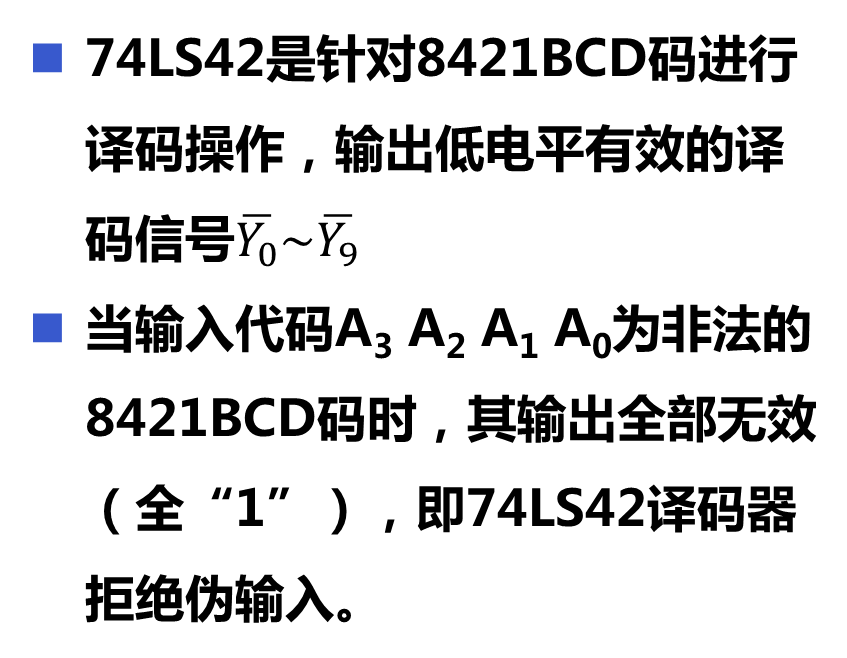 ■ 74LS42是针对8421BCD码进行
译码操作，输出低电平有效的译
码信号$\overline{Y_0}$~$\overline{Y_9}$
■ 当输入代码A₃ A₂ A₁ A₀为非法的
8421BCD码时，其输出全部无效
（全“1”），即74LS42译码器
拒绝伪输入。